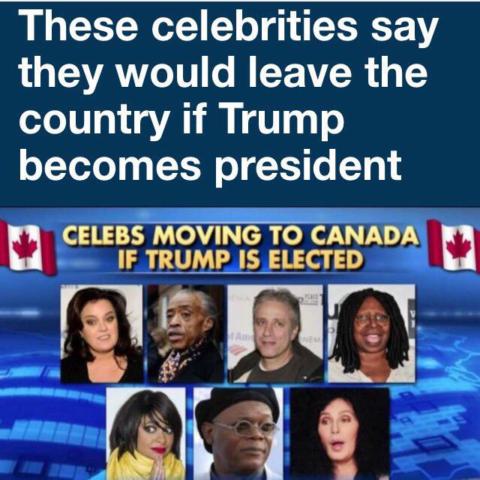 These celebrities say
they would leave the
country if Trump
becomes president
CELEBS MOVING TO CANADA
IF TRUMP IS ELECTED